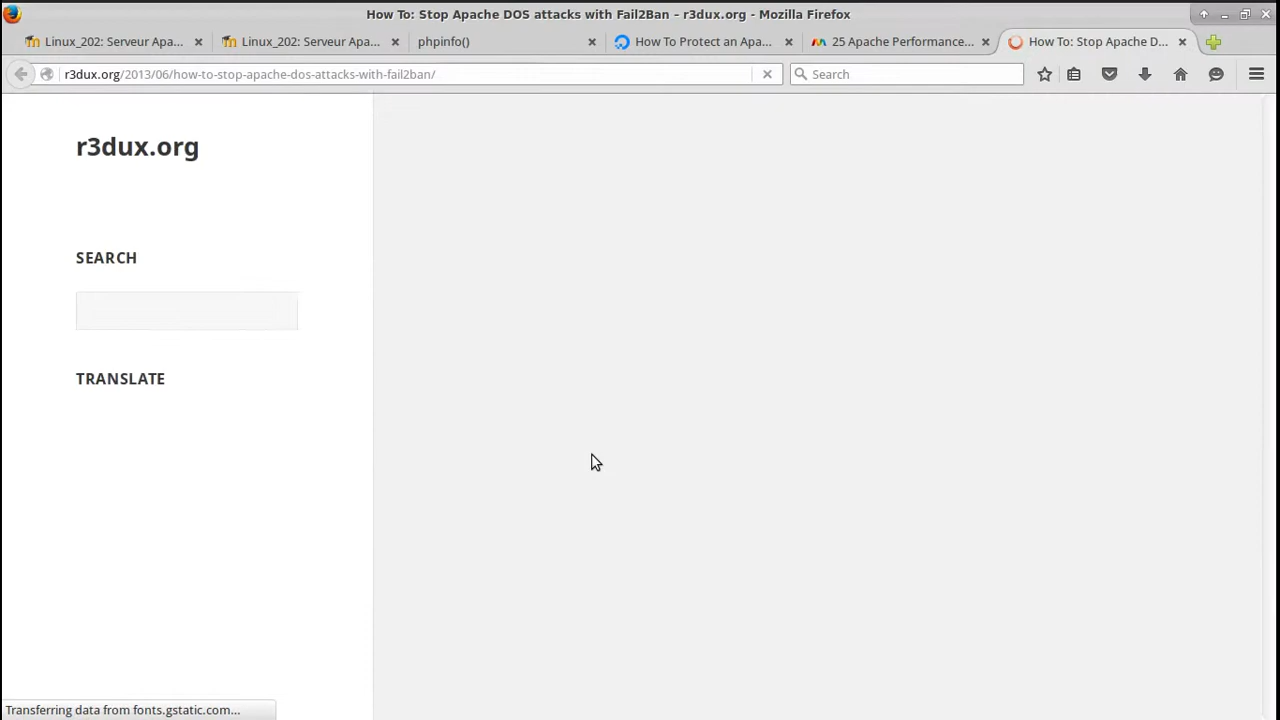 How To: Stop Apache DOS attacks with Fail2Ban – r3dux.org - Mozilla Firefox
Linux_202: Serveur Apa...
Linux_202: Serveur Apa...
phpinfo()
How To Protect an Apa...
25 Apache Performance...
How To: Stop Apache D...
r3dux.org/2013/06/how-to-stop-apache-dos-attacks-with-fail2ban/
Search
r3dux.org
SEARCH
TRANSLATE
Transferring data from fonts.gstatic.com...